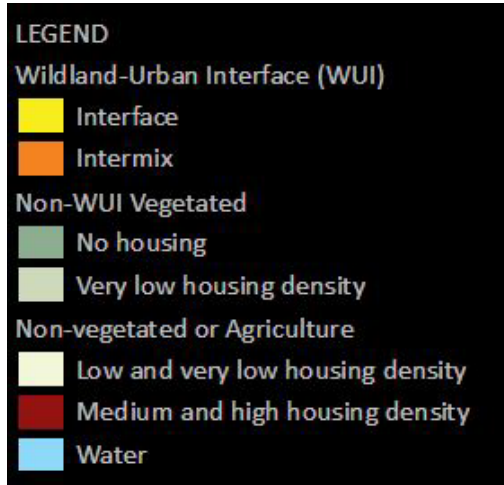 LEGEND
Wildland-Urban Interface (WUI)
Interface
Intermix
Non-WUI Vegetated
No housing
Very low housing density
Non-vegetated or Agriculture
Low and very low housing density
Medium and high housing density
Water